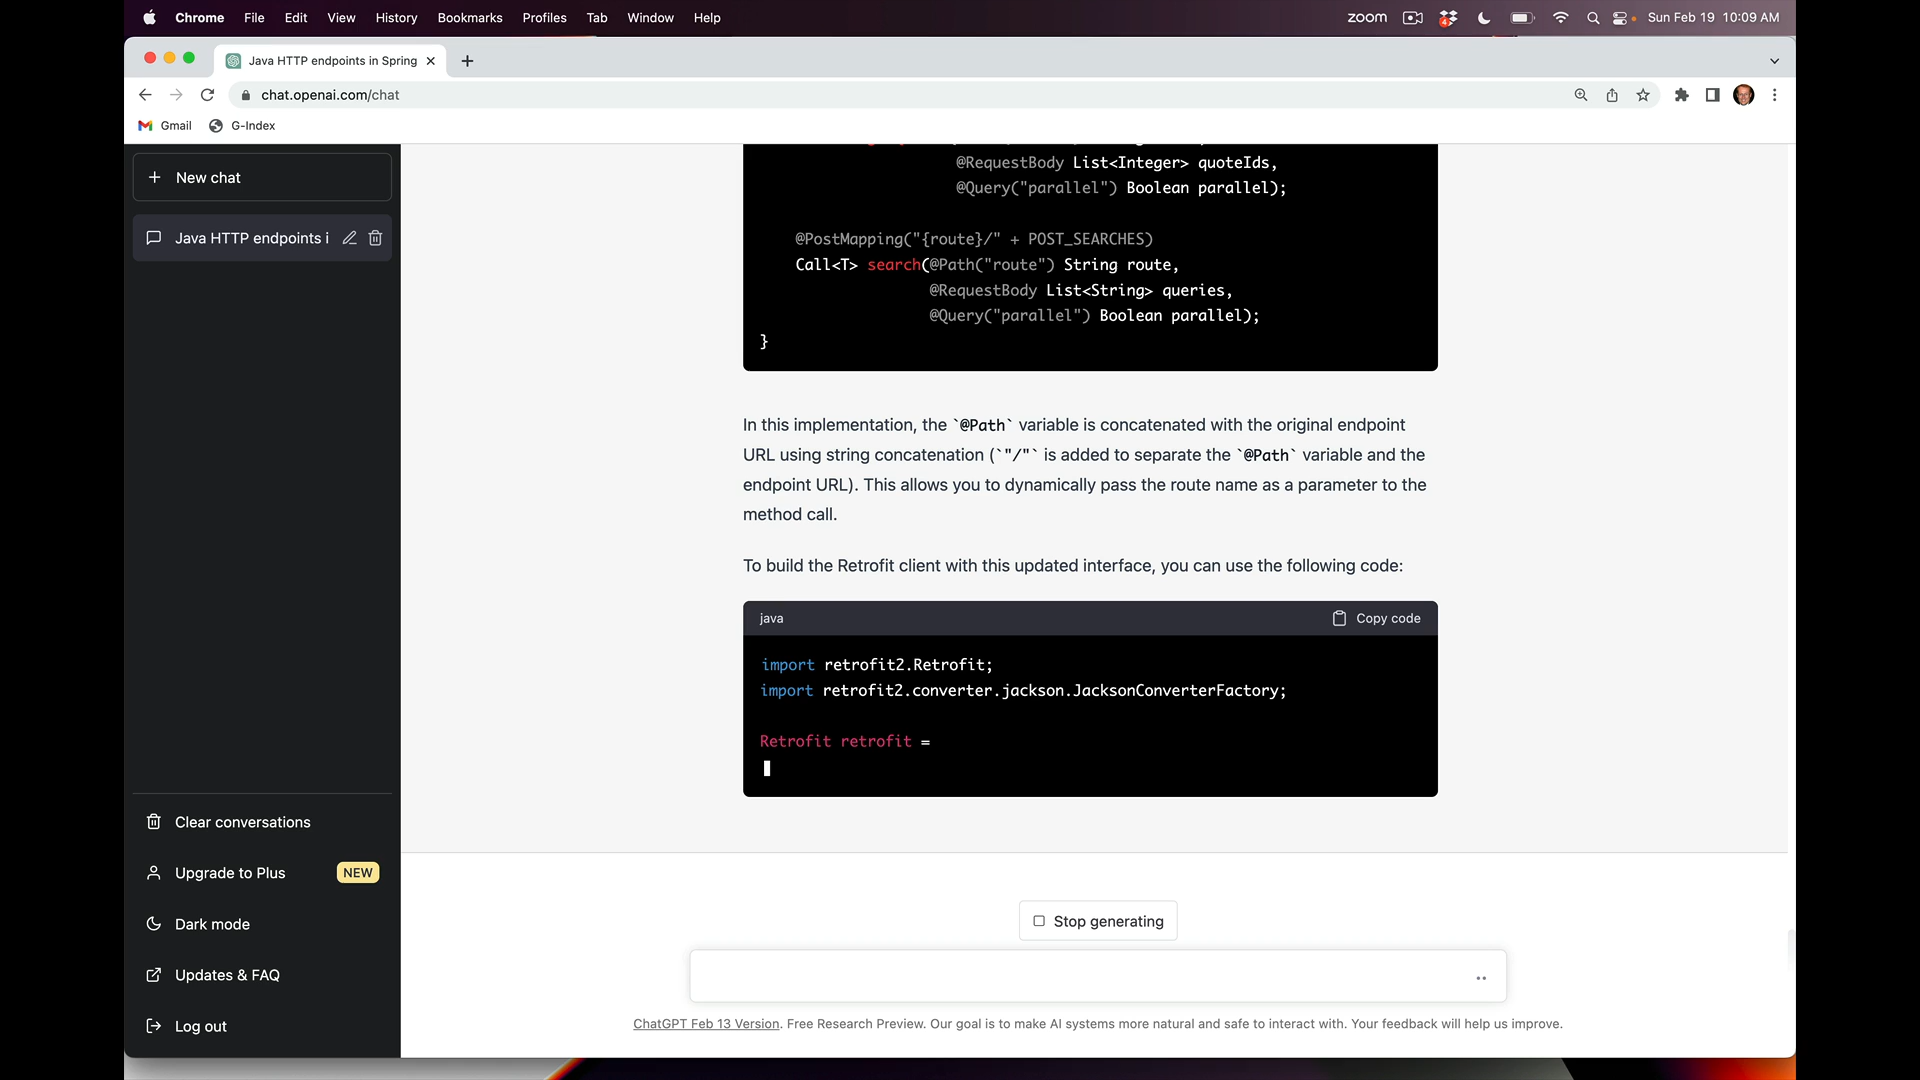 Chrome File Edit View History Bookmarks Profiles Tab Window Help zoom 4 Sun Feb 19 10:09 AM
Java HTTP endpoints in Spring
chat.openai.com/chat
Gmail G-Index
New chat
Java HTTP endpoints i
Clear conversations
Upgrade to Plus NEW
Dark mode
Updates & FAQ
Log out
@RequestBody List<Integer> quoteIds,
@Query("parallel") Boolean parallel);
@PostMapping("{route}/" + POST_SEARCHES)
Call<T> search(@Path("route") String route,
@RequestBody List<String> queries,
@Query("parallel") Boolean parallel);
}
In this implementation, the `@Path` variable is concatenated with the original endpoint
URL using string concatenation (`"/"` is added to separate the `@Path` variable and the
endpoint URL). This allows you to dynamically pass the route name as a parameter to the
method call.
To build the Retrofit client with this updated interface, you can use the following code:
java Copy code
import retrofit2.Retrofit;
import retrofit2.converter.jackson.JacksonConverterFactory;
Retrofit retrofit =
Stop generating
ChatGPT Feb 13 Version. Free Research Preview. Our goal is to make AI systems more natural and safe to interact with. Your feedback will help us improve.